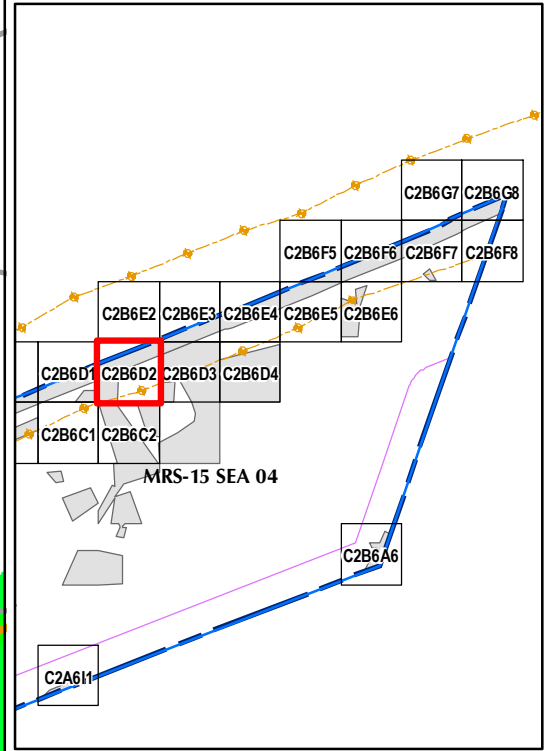 C2B6G7 C2B6G8
C2B6F5 C2B6F6 C2B6F7 C2B6F8
C2B6E2 C2B6E3 C2B6E4 C2B6E5 C2B6E6
C2B6D1 C2B6D2 C2B6D3 C2B6D4
C2B6C1 C2B6C2
MRS-15 SEA 04
C2B6A6
C2A6I1